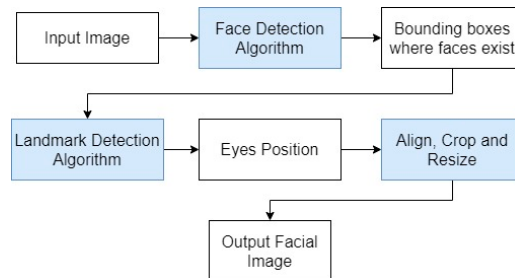 Input Image
Face Detection
Algorithm
Bounding boxes
where faces exist
Landmark Detection
Algorithm
Eyes Position
Align, Crop and
Resize
Output Facial
Image